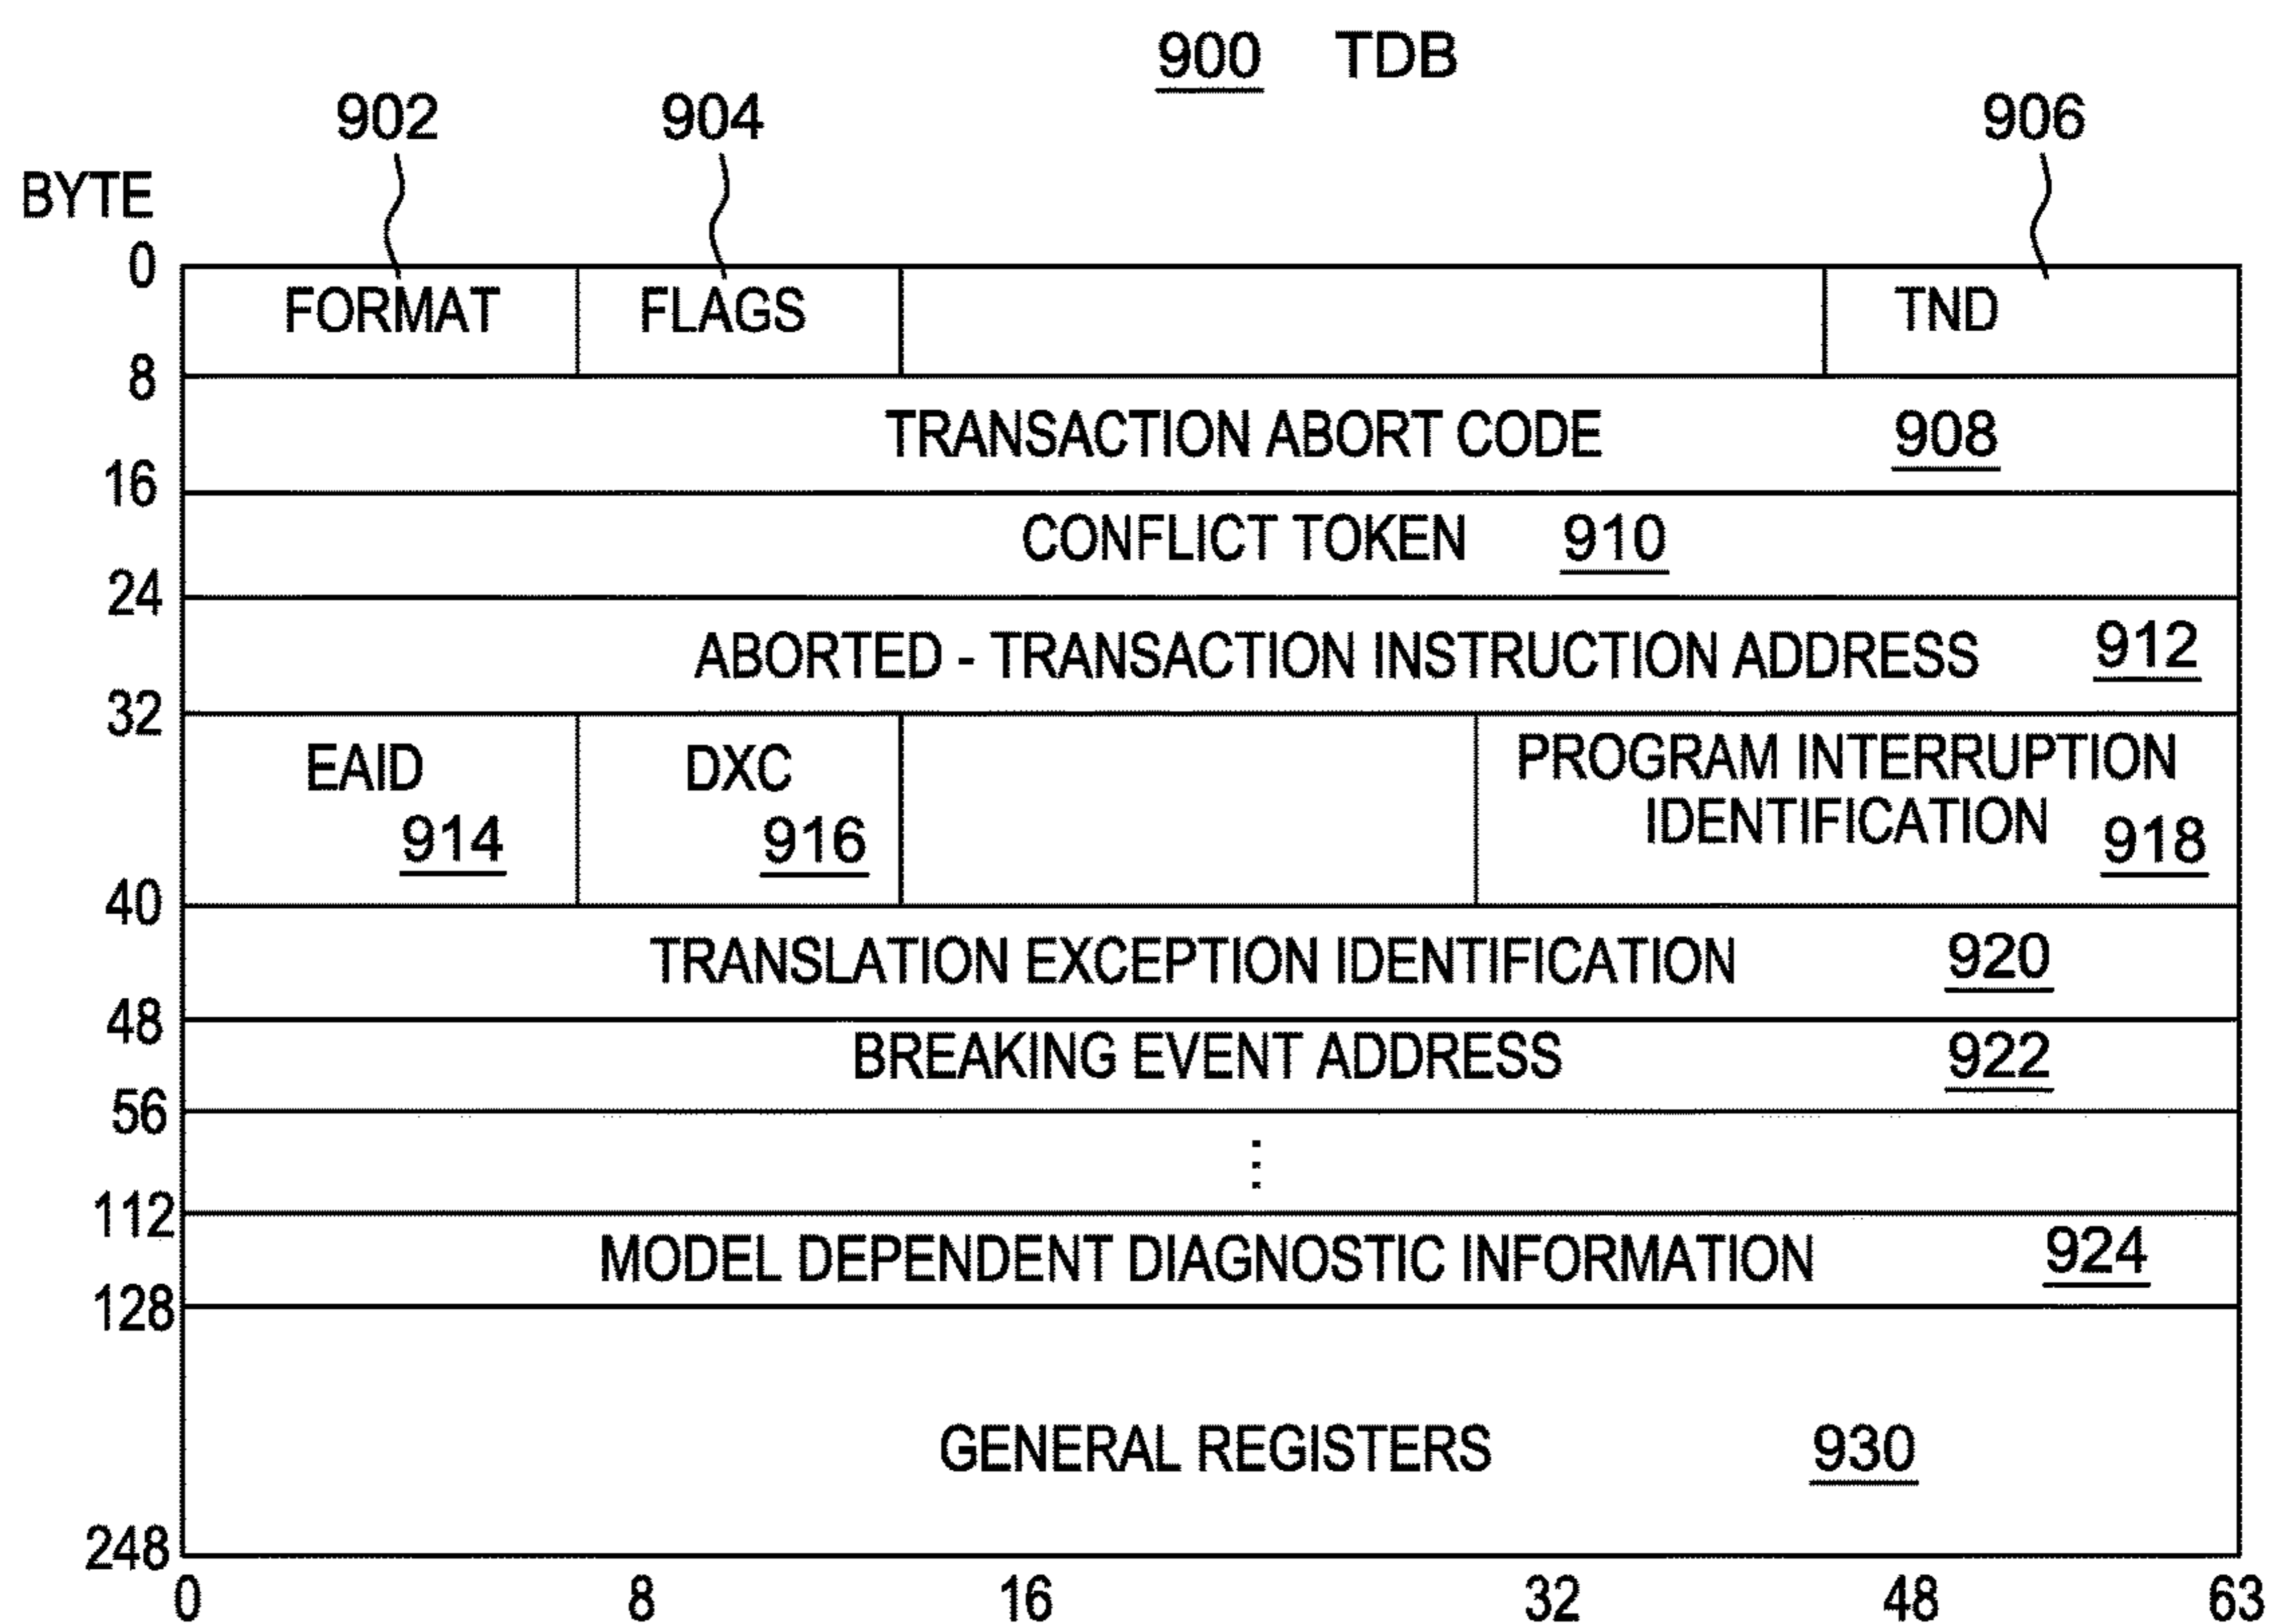 900 TDB
902 904 906
BYTE
0
FORMAT FLAGS TND
8
TRANSACTION ABORT CODE 908
16
CONFLICT TOKEN 910
24
ABORTED - TRANSACTION INSTRUCTION ADDRESS 912
32
EAID DXC PROGRAM INTERRUPTION
914 916 IDENTIFICATION 918
40
TRANSLATION EXCEPTION IDENTIFICATION 920
48
BREAKING EVENT ADDRESS 922
56
⋮
112
MODEL DEPENDENT DIAGNOSTIC INFORMATION 924
128
GENERAL REGISTERS 930
248
0 8 16 32 48 63